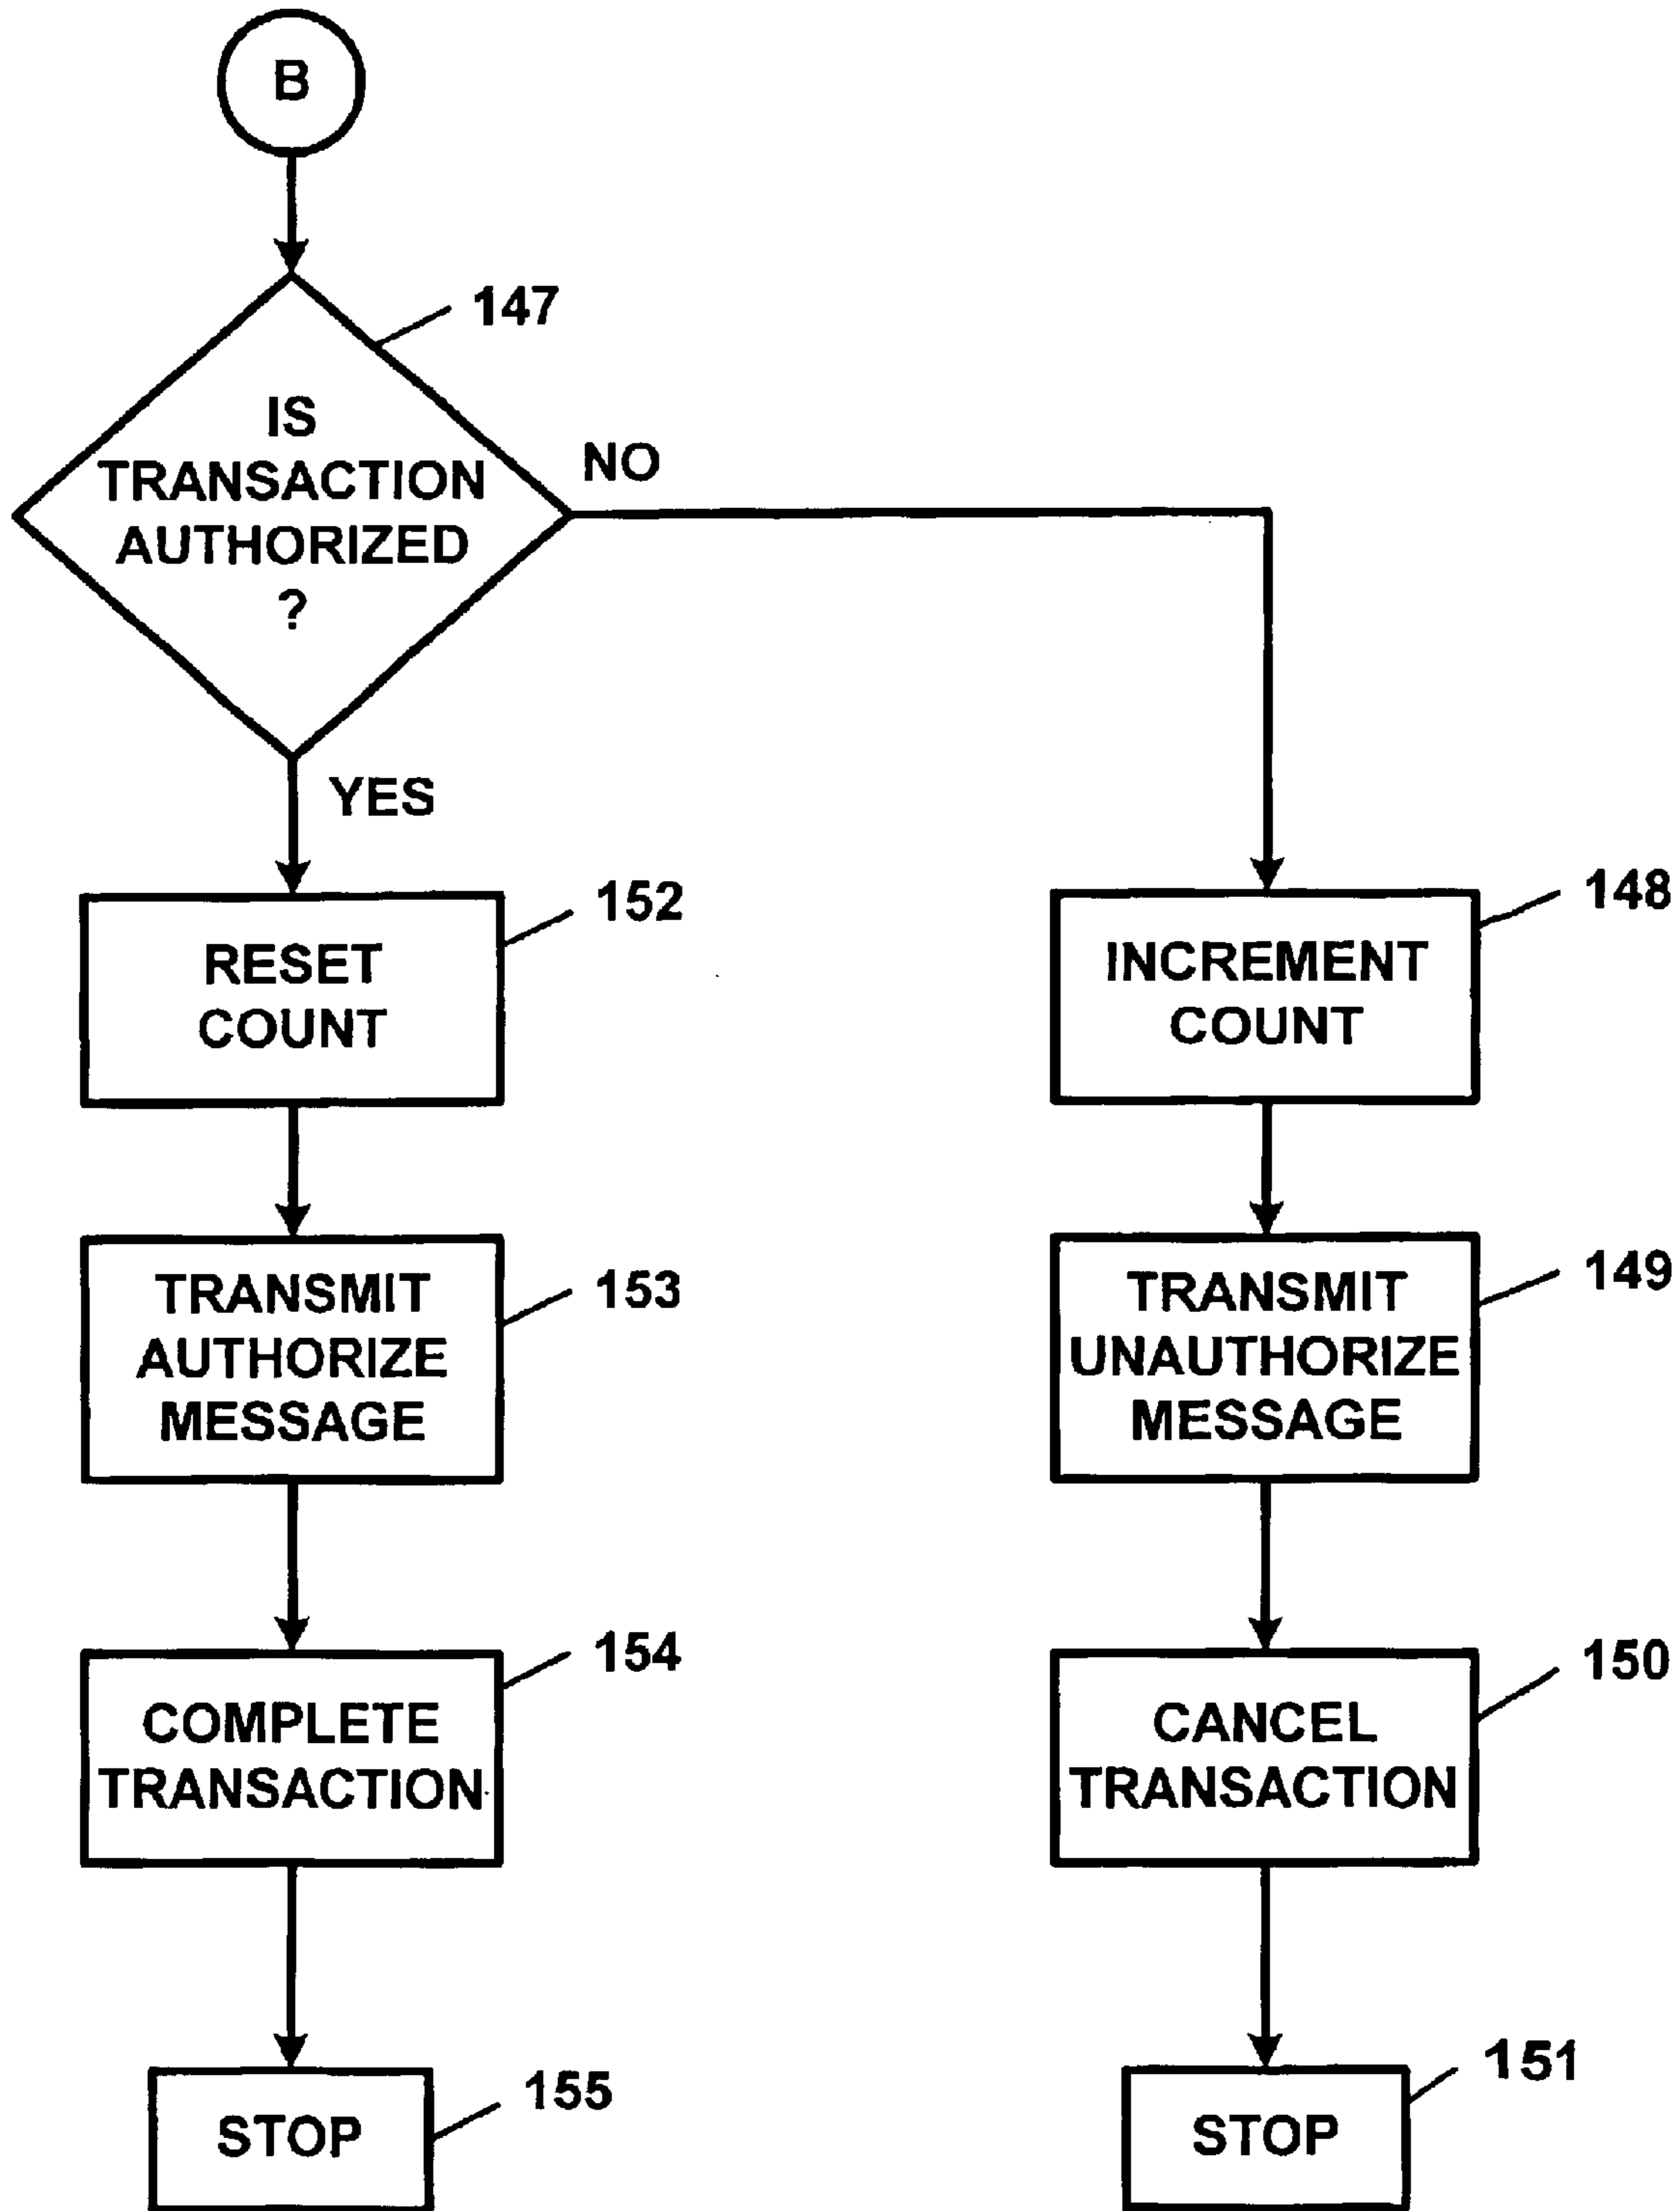 B
147
IS
TRANSACTION
AUTHORIZED
?
NO
YES
152
RESET
COUNT
148
INCREMENT
COUNT
153
TRANSMIT
AUTHORIZE
MESSAGE
149
TRANSMIT
UNAUTHORIZE
MESSAGE
154
COMPLETE
TRANSACTION
150
CANCEL
TRANSACTION
155
STOP
151
STOP